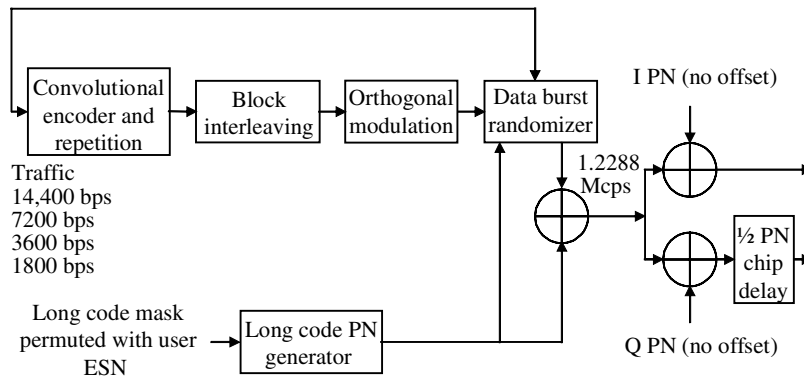 Convolutional
encoder and
repetition
Block
interleaving
Orthogonal
modulation
Data burst
randomizer
I PN (no offset)
1.2288
Mcps
Traffic
14,400 bps
7200 bps
3600 bps
1800 bps
½ PN
chip
delay
Long code mask
permuted with user
ESN
Long code PN
generator
Q PN (no offset)